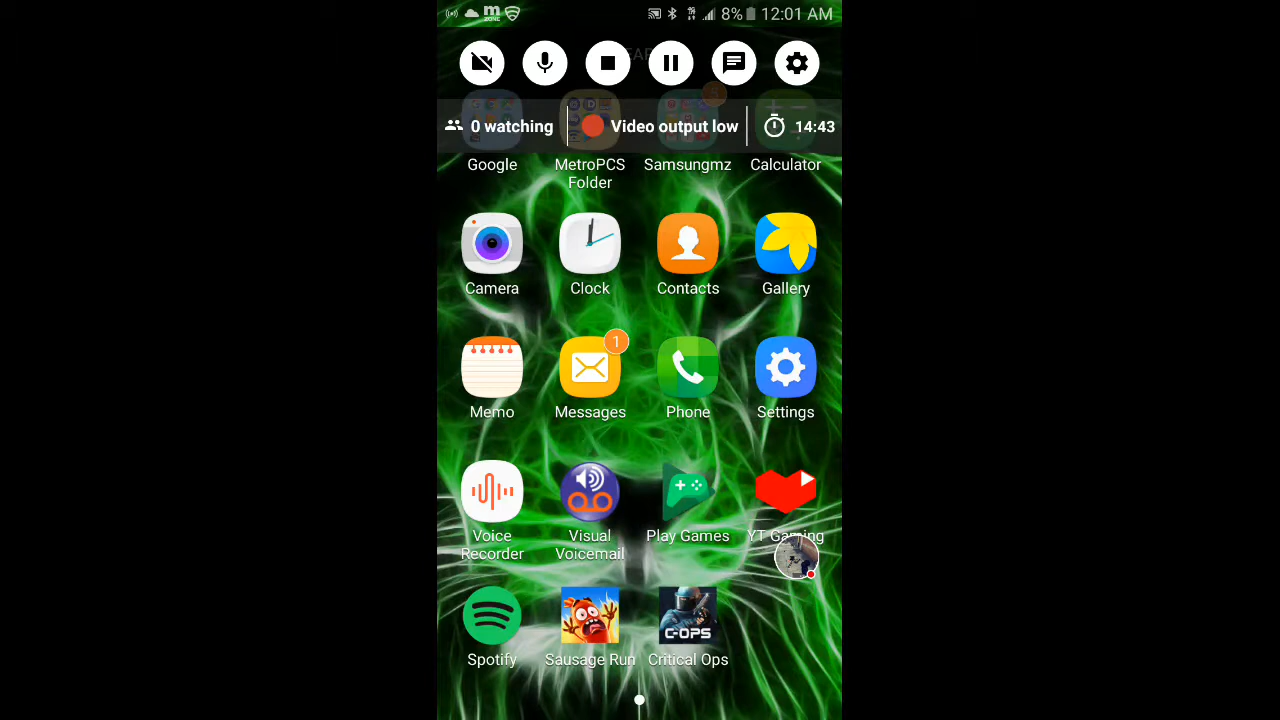 m ZONE 8% 12:01 AM
0 watching Video output low 14:43
Google MetroPCS Folder Samsungmz Calculator
Camera Clock Contacts Gallery
1
Memo Messages Phone Settings
Voice Recorder Visual Voicemail Play Games YT Gaming
C-OPS
Spotify Sausage Run Critical Ops